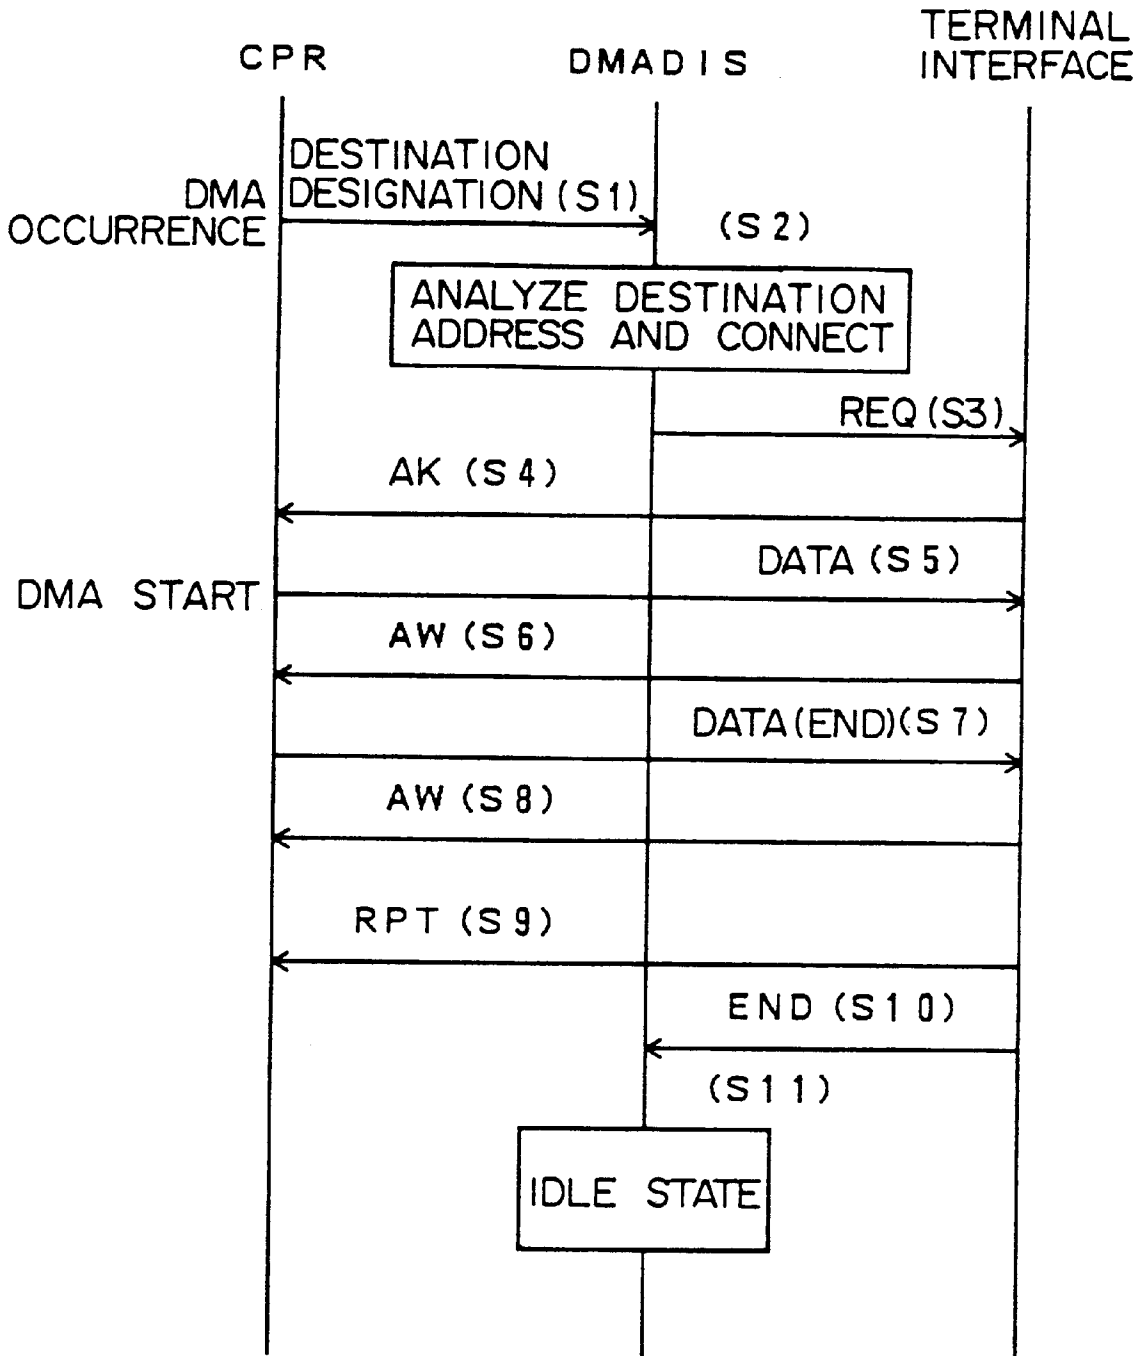 TERMINAL
INTERFACE
CPR
DMADIS
DESTINATION
DESIGNATION (S1)
DMA
OCCURRENCE
(S2)
ANALYZE DESTINATION
ADDRESS AND CONNECT
REQ (S3)
AK (S4)
DATA (S5)
DMA START
AW (S6)
DATA (END) (S7)
AW (S8)
RPT (S9)
END (S10)
(S11)
IDLE STATE